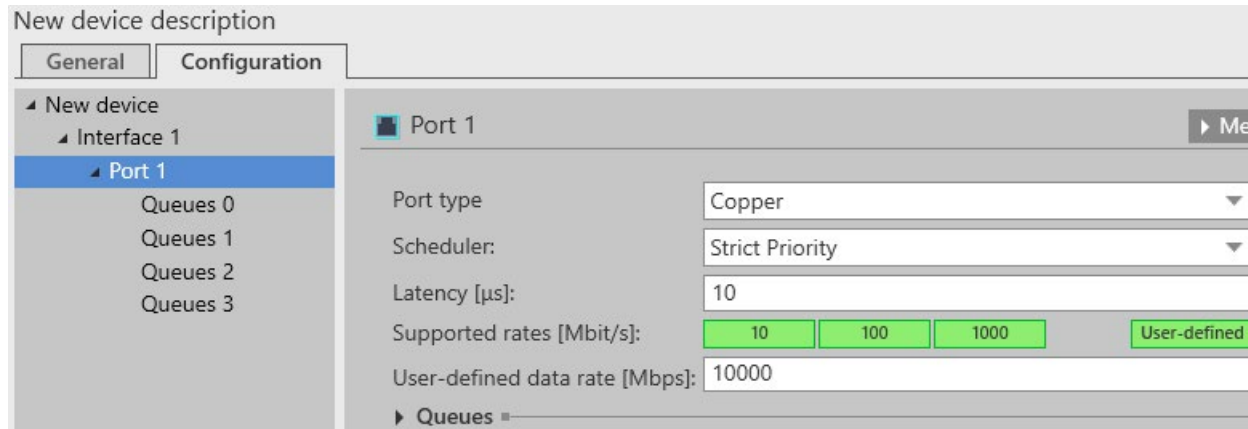 New device description
General
Configuration
New device
Interface 1
Port 1
Queues 0
Queues 1
Queues 2
Queues 3
Port 1
Port type
Copper
Scheduler:
Strict Priority
Latency [µs]:
10
Supported rates [Mbit/s]:
10 100 1000 User-defined
User-defined data rate [Mbps]:
10000
Queues